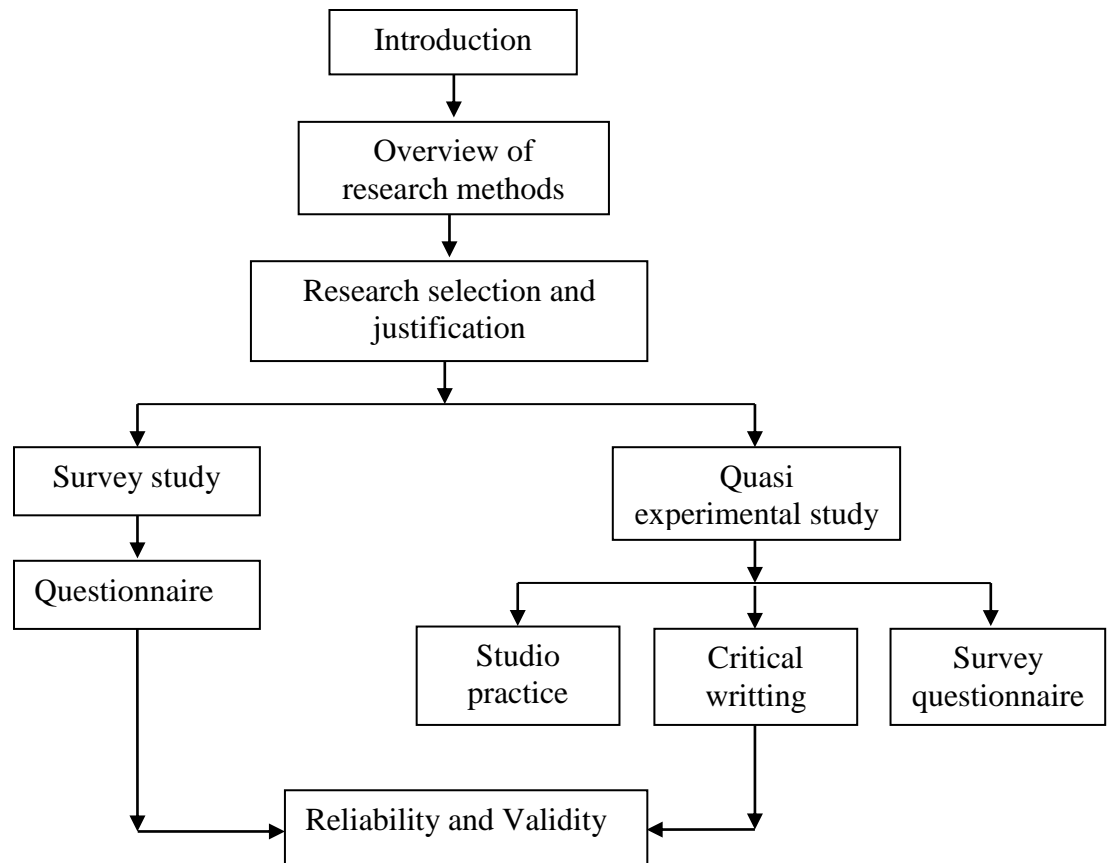 Introduction
Overview of
research methods
Research selection and
justification
Survey study
Quasi
experimental study
Questionnaire
Studio
practice
Critical
writting
Survey
questionnaire
Reliability and Validity